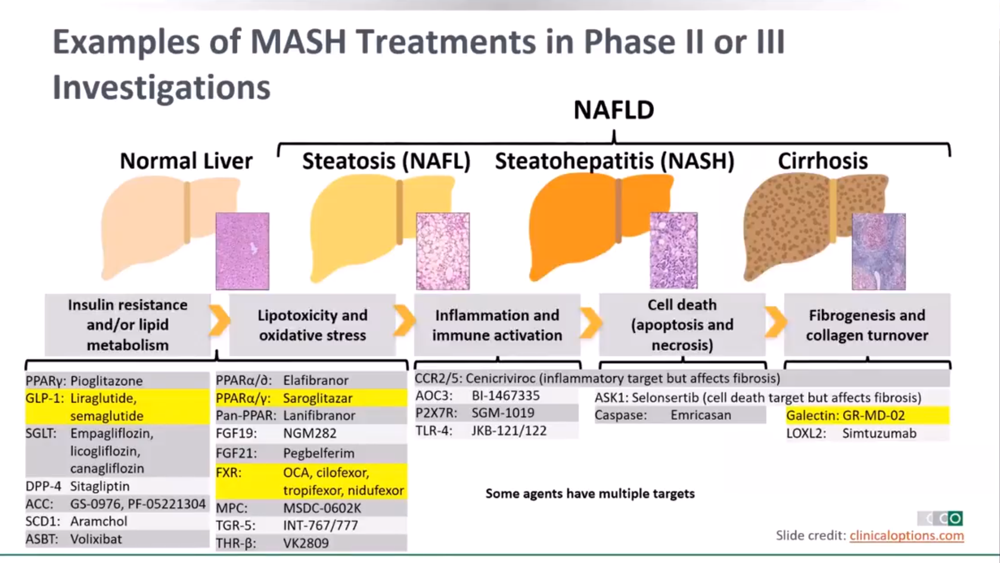 Examples of MASH Treatments in Phase II or III
Investigations
NAFLD
Normal Liver
Steatosis (NAFL)
Steatohepatitis (NASH)
Cirrhosis
Insulin resistance
and/or lipid
metabolism
Lipotoxicity and
oxidative stress
Inflammation and
immune activation
Cell death
(apoptosis and
necrosis)
Fibrogenesis and
collagen turnover
PPARγ: Pioglitazone
GLP-1: Liraglutide,
semaglutide
SGLT: Empagliflozin,
licogliflozin,
canagliflozin
DPP-4 Sitagliptin
ACC: GS-0976, PF-05221304
SCD1: Aramchol
ASBT: Volixibat
PPARα/∂: Elafibranor
PPARα/γ: Saroglitazar
Pan-PPAR: Lanifibranor
FGF19: NGM282
FGF21: Pegbelferim
FXR: OCA, cilofexor,
tropifexor, nidufexor
MPC: MSDC-0602K
TGR-5: INT-767/777
THR-β: VK2809
CCR2/5: Cenicriviroc (inflammatory target but affects fibrosis)
AOC3: BI-1467335
P2X7R: SGM-1019
TLR-4: JKB-121/122
ASK1: Selonsertib (cell death target but affects fibrosis)
Caspase: Emricasan
Galectin: GR-MD-02
LOXL2: Simtuzumab
Some agents have multiple targets
CCO
Slide credit: clinicaloptions.com